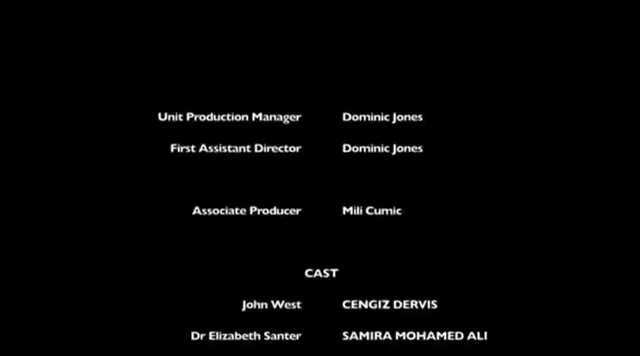 Unit Production Manager Dominic Jones
First Assistant Director Dominic Jones
Associate Producer Mili Cumic
CAST
John West CENGIZ DERVIS
Dr Elizabeth Santer SAMIRA MOHAMED ALI